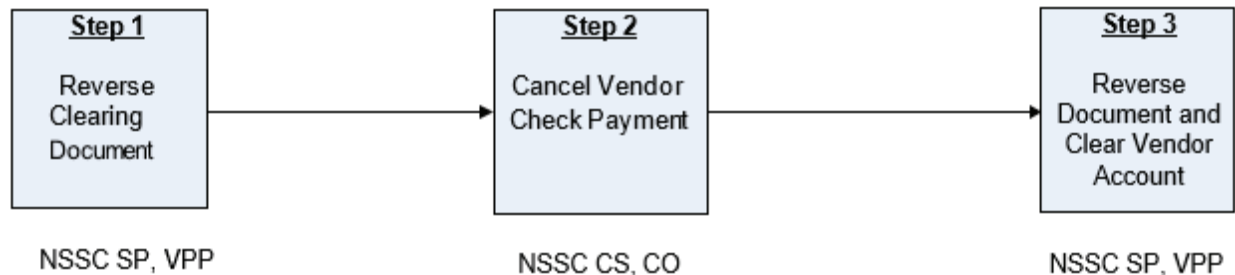 Step 1
Reverse
Clearing
Document
NSSC SP, VPP
Step 2
Cancel Vendor
Check Payment
NSSC CS, CO
Step 3
Reverse
Document and
Clear Vendor
Account
NSSC SP, VPP